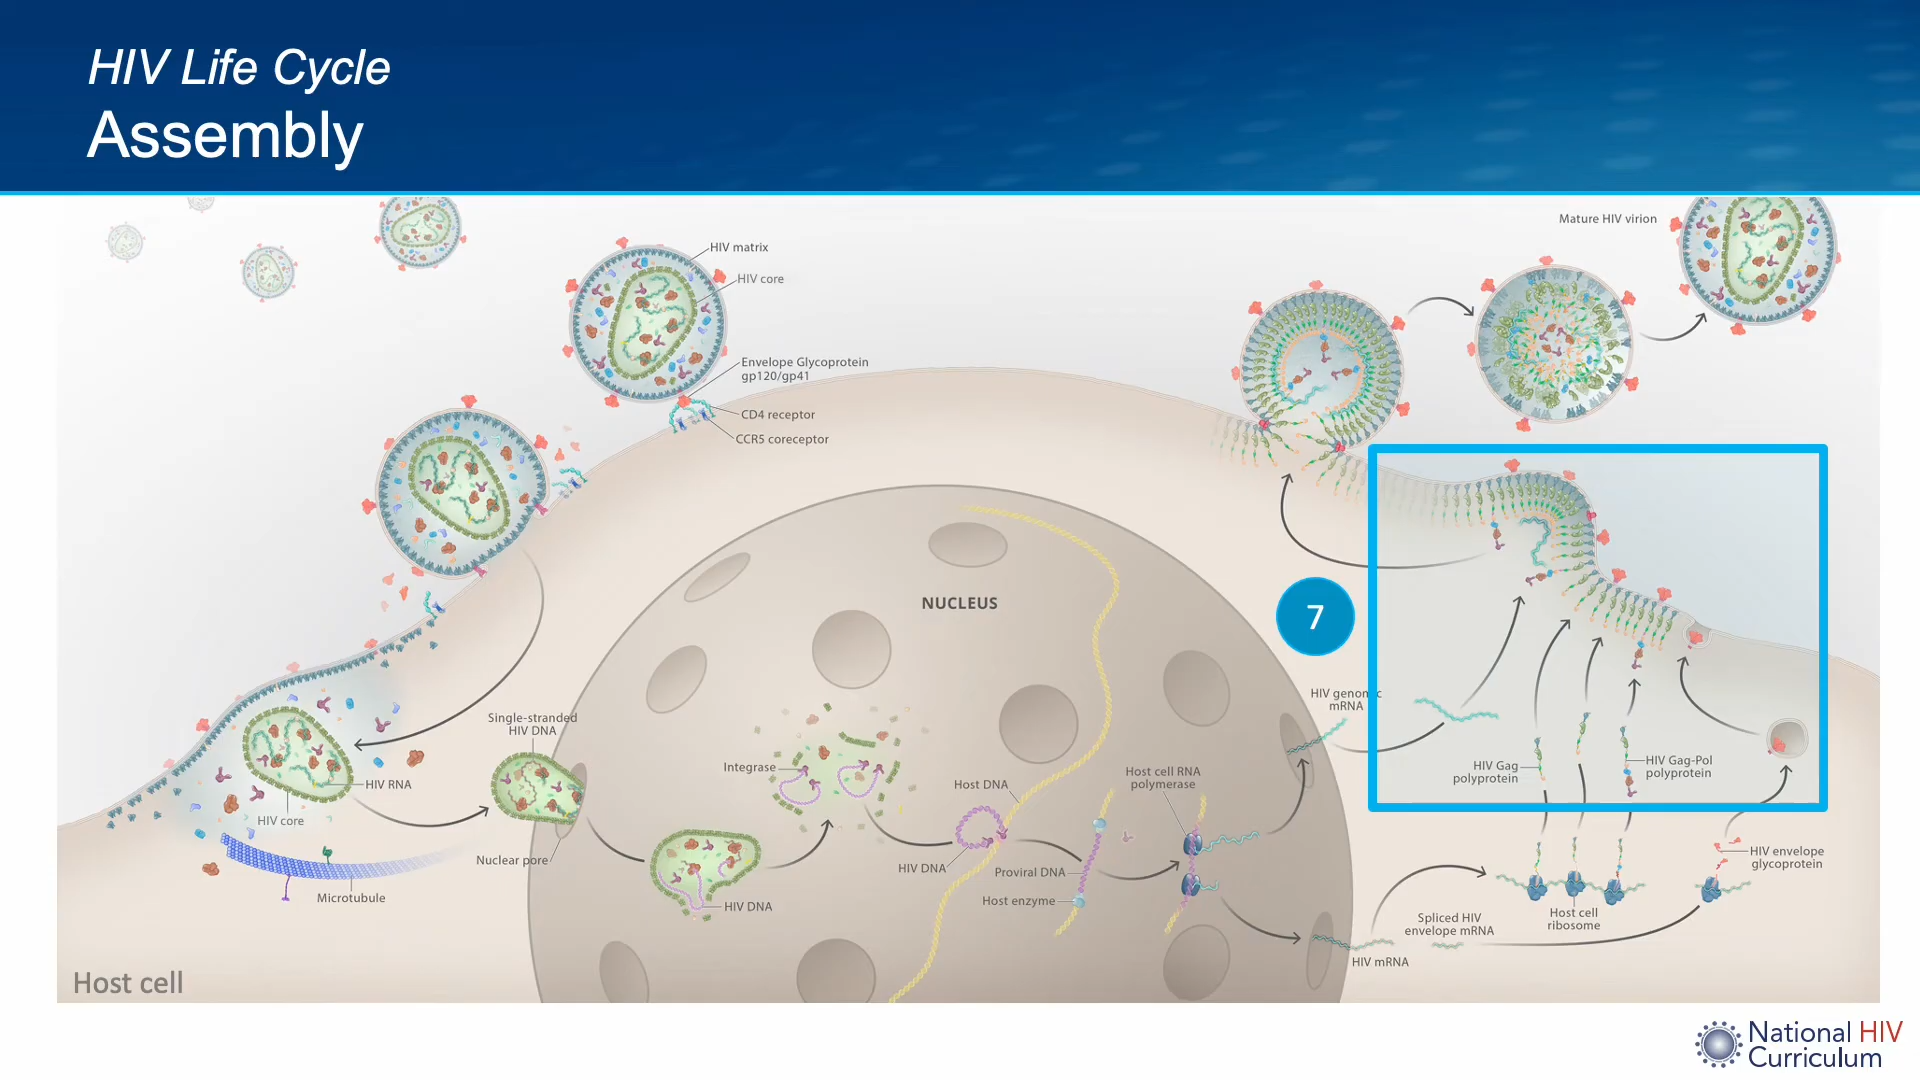 HIV Life Cycle
Assembly
Mature HIV virion
HIV matrix
HIV core
Envelope Glycoprotein
gp120/gp41
CD4 receptor
CCR5 coreceptor
NUCLEUS
7
HIV genomic
mRNA
Single-stranded
HIV DNA
Integrase
Host DNA
Host cell RNA
polymerase
HIV Gag
polyprotein
HIV Gag-Pol
polyprotein
HIV RNA
HIV core
Nuclear pore
HIV DNA
Proviral DNA
HIV envelope
glycoprotein
Microtubule
HIV DNA
Host enzyme
Host cell
ribosome
Spliced HIV
envelope mRNA
HIV mRNA
Host cell
National HIV
Curriculum